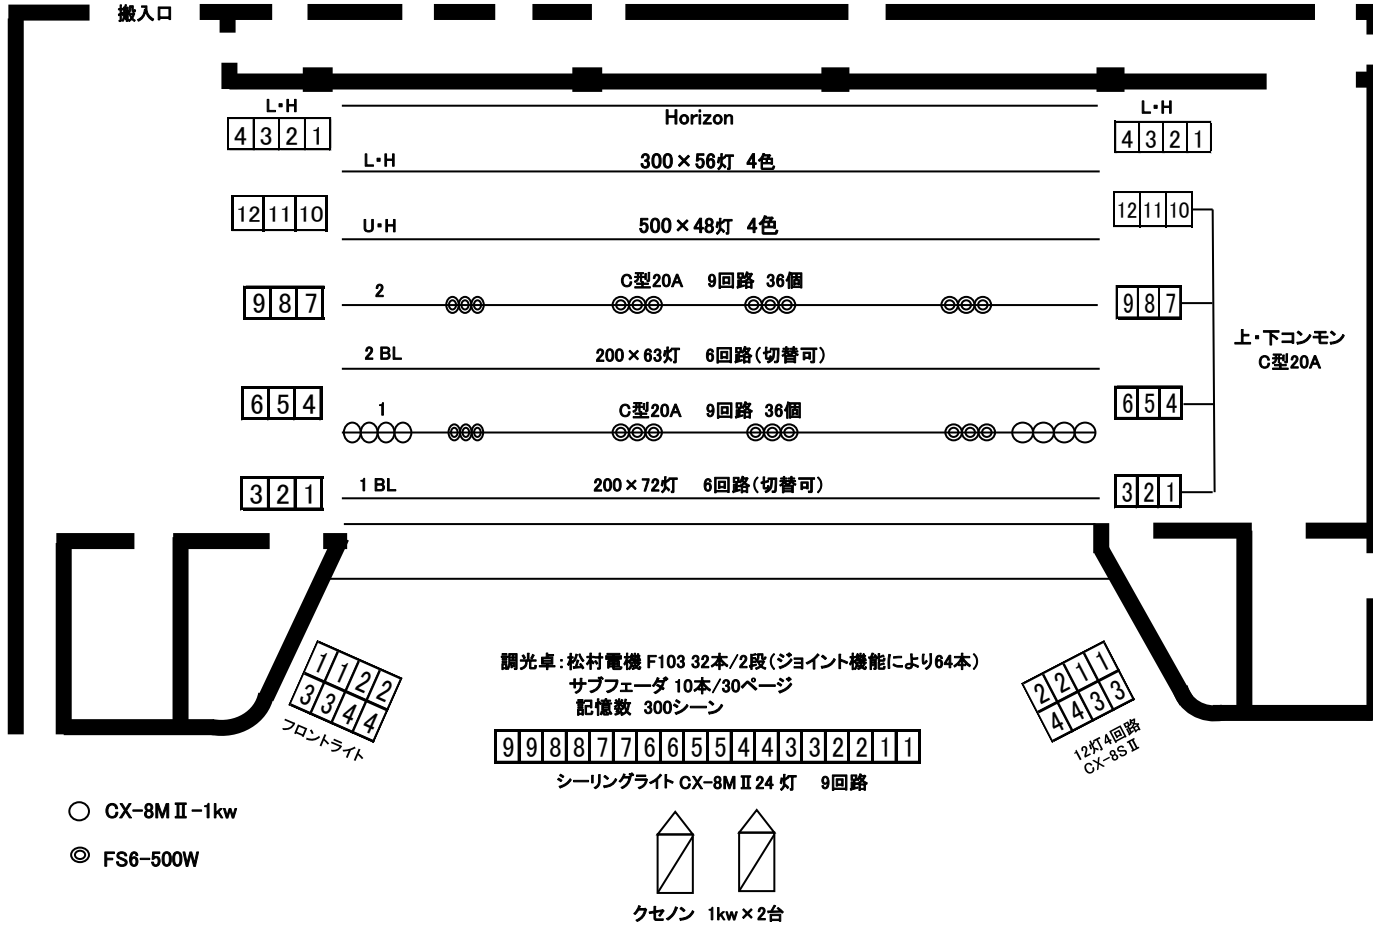 搬入口
L・H
4 3 2 1
Horizon
L・H
4 3 2 1
L・H 300×56灯 4色
12 11 10
12 11 10
U・H 500×48灯 4色
2 C型20A 9回路 36個
9 8 7
9 8 7
上・下コンモン
C型20A
2 BL 200×63灯 6回路(切替可)
6 5 4
6 5 4
1 C型20A 9回路 36個
3 2 1
3 2 1
1 BL 200×72灯 6回路(切替可)
1 1 2 2
3 3 4 4
フロントライト
調光卓:松村電機 F103 32本/2段(ジョイント機能により64本)
サブフェーダ 10本/30ページ
記憶数 300シーン
2 2 1 1
4 4 3 3
12灯4回路
CX-8SⅡ
9 9 8 8 7 7 6 6 5 5 4 4 3 3 2 2 1 1
シーリングライト CX-8MⅡ24 灯 9回路
CX-8MⅡ-1kw
FS6-500W
クセノン 1kw×2台